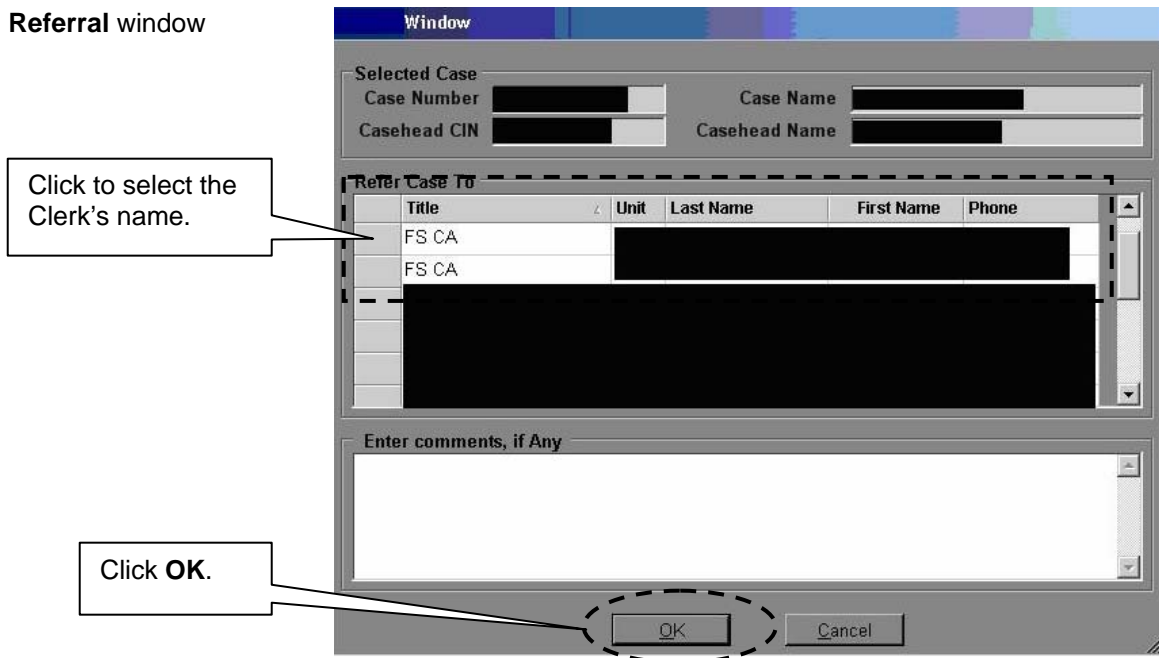 Referral window
Window
Selected Case
Case Number
Case Name
Casehead CIN
Casehead Name
Click to select the
Clerk's name.
Refer Case To
Title Unit Last Name First Name Phone
FS CA
FS CA
Enter comments, if Any
Click OK.
OK
Cancel